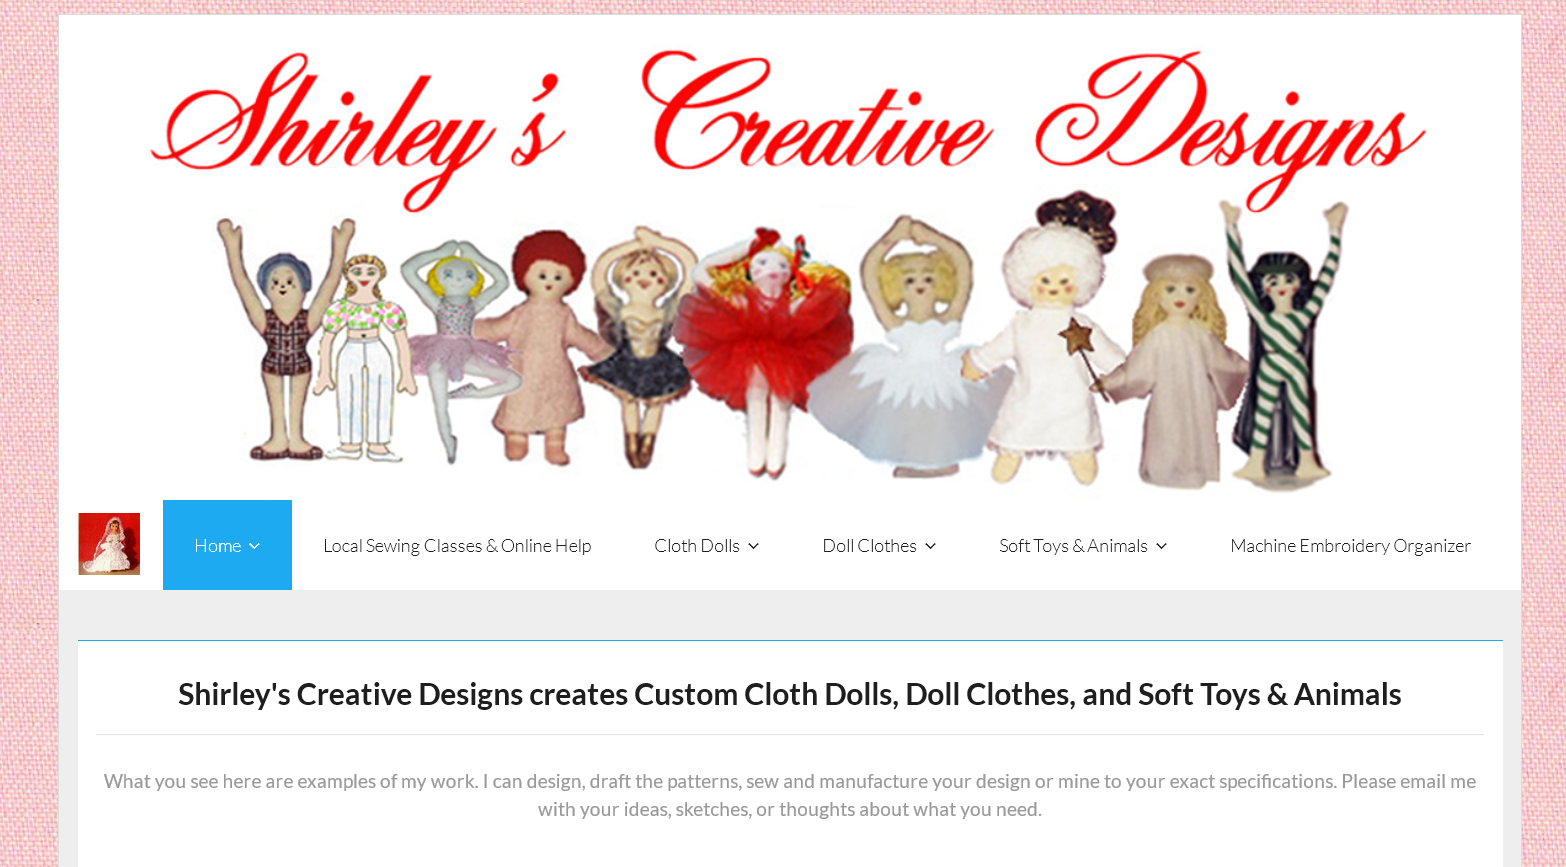 Shirley's Creative Designs
Home
Local Sewing Classes & Online Help
Cloth Dolls
Doll Clothes
Soft Toys & Animals
Machine Embroidery Organizer
Shirley's Creative Designs creates Custom Cloth Dolls, Doll Clothes, and Soft Toys & Animals
What you see here are examples of my work. I can design, draft the patterns, sew and manufacture your design or mine to your exact specifications. Please email me
with your ideas, sketches, or thoughts about what you need.